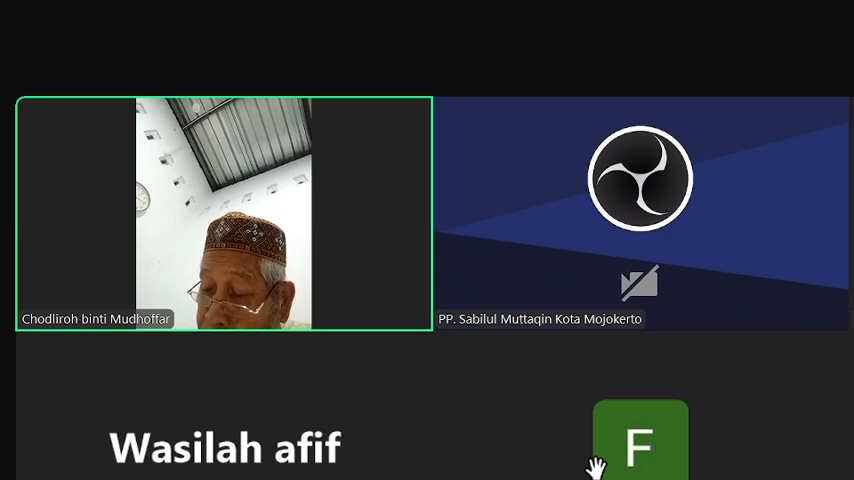 Chodliroh binti Mudhoffar
PP. Sabilul Muttaqin Kota Mojokerto
Wasilah afif
F